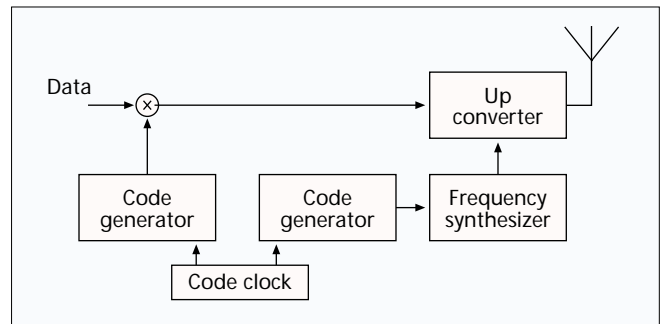 Data
×
Up
converter
Code
generator
Code
generator
Frequency
synthesizer
Code clock